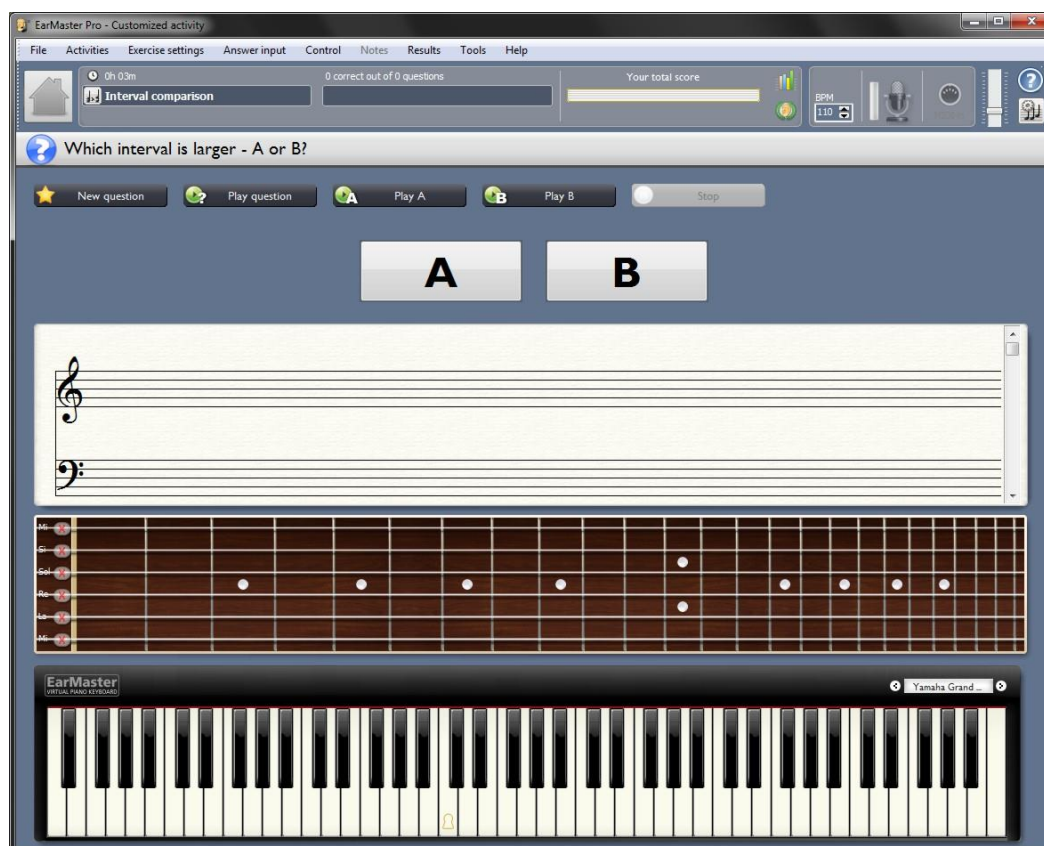 EarMaster Pro - Customized activity
File Activities Exercise settings Answer input Control Notes Results Tools Help
0h 03m
0 correct out of 0 questions
Your total score
Interval comparison
BPM
110
Which interval is larger - A or B?
New question
Play question
A Play A
B Play B
Stop
A
B
Mi
Si
Sol
Re
La
Mi
EarMaster
VIRTUAL PIANO KEYBOARD
Yamaha Grand ...